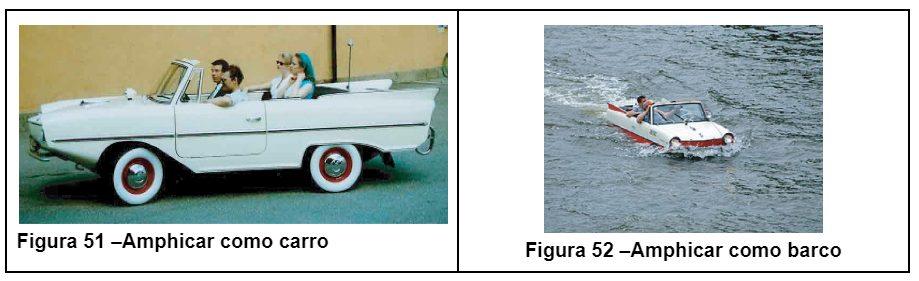 Figura 51 –Amphicar como carro
Figura 52 –Amphicar como barco